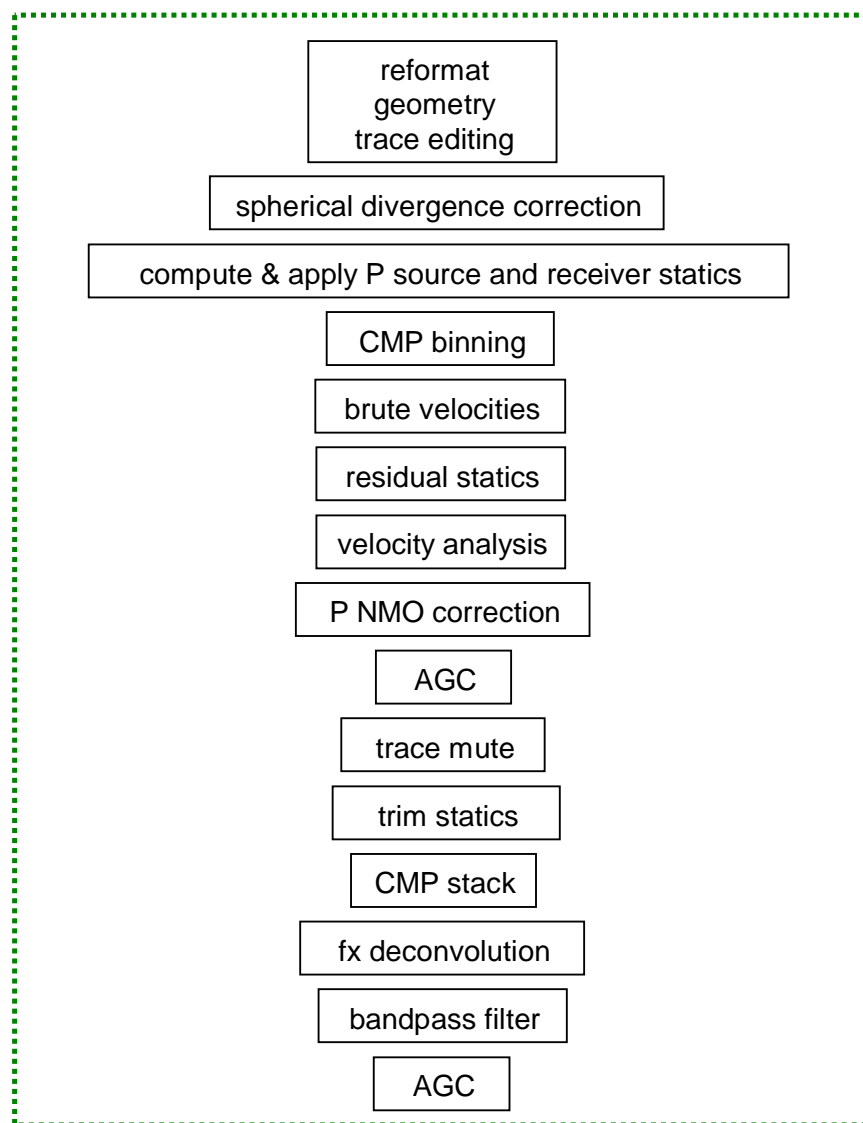 reformat
geometry
trace editing
spherical divergence correction
compute & apply P source and receiver statics
CMP binning
brute velocities
residual statics
velocity analysis
P NMO correction
AGC
trace mute
trim statics
CMP stack
fx deconvolution
bandpass filter
AGC